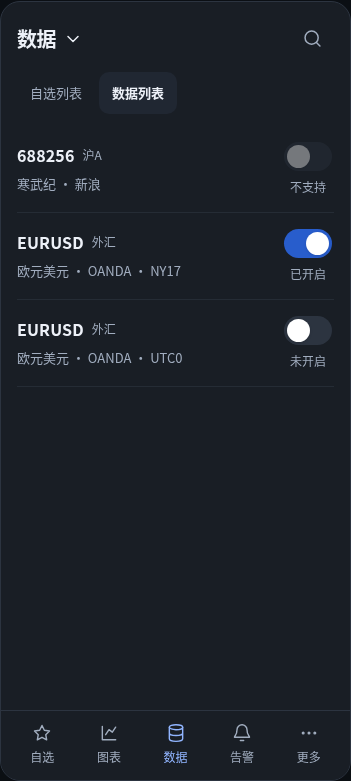 数据
自选列表 数据列表
688256 沪A
寒武纪 • 新浪
不支持
EURUSD 外汇
欧元美元 • OANDA • NY17
已开启
EURUSD 外汇
欧元美元 • OANDA • UTC0
未开启
自选 图表 数据 告警 更多